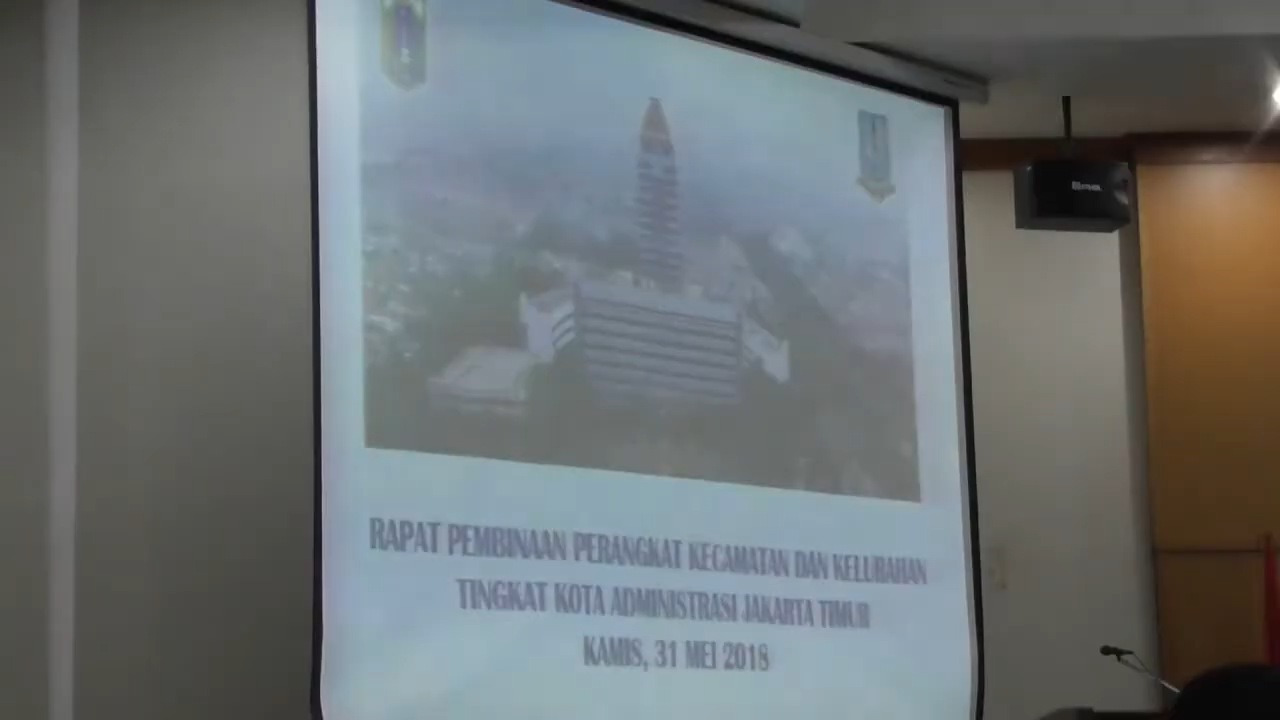 RAPAT PEMBINAAN PERANGKAT KECAMATAN DAN KELURAHAN
TINGKAT KOTA ADMINISTRASI JAKARTA TIMUR
KAMIS, 31 MEI 2018